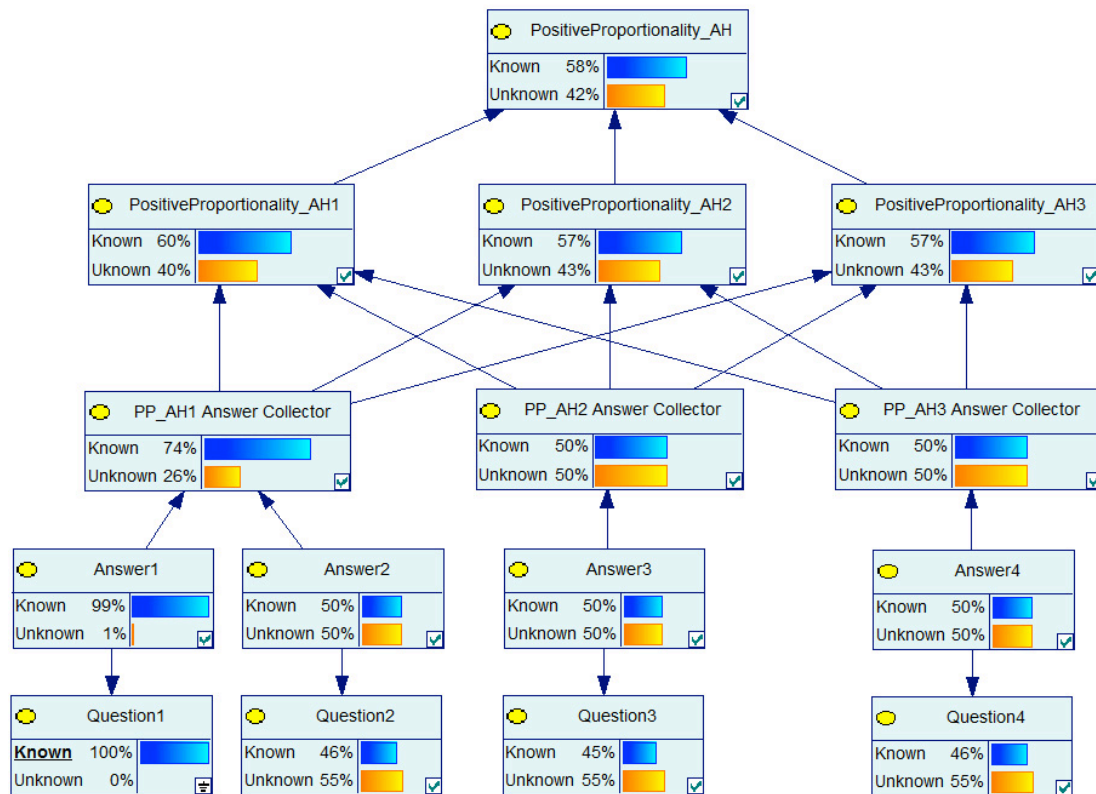 PositiveProportionality_AH
Known 58%
Unknown 42%
PositiveProportionality_AH1
Known 60%
Uknown 40%
PositiveProportionality_AH2
Known 57%
Unknown 43%
PositiveProportionality_AH3
Known 57%
Unknown 43%
PP_AH1 Answer Collector
Known 74%
Unknown 26%
PP_AH2 Answer Collector
Known 50%
Unknown 50%
PP_AH3 Answer Collector
Known 50%
Unknown 50%
Answer1
Known 99%
Unknown 1%
Answer2
Known 50%
Unknown 50%
Answer3
Known 50%
Unknown 50%
Answer4
Known 50%
Unknown 50%
Question1
Known 100%
Unknown 0%
Question2
Known 46%
Unknown 55%
Question3
Known 45%
Unknown 55%
Question4
Known 46%
Unknown 55%